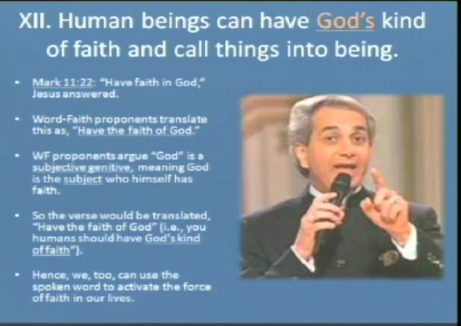 XII. Human beings can have God's kind
of faith and call things into being.
• Mark 11:22: "Have faith in God,"
Jesus answered.
• Word-Faith proponents translate
this as, "Have the faith of God."
• WF proponents argue "God" is a
subjective genitive, meaning God
is the subject who himself has
faith.
• So the verse would be translated,
"Have the faith of God" (i.e., you
humans should have God's kind
of faith").
• Hence, we, too, can use the
spoken word to activate the force
of faith in our lives.